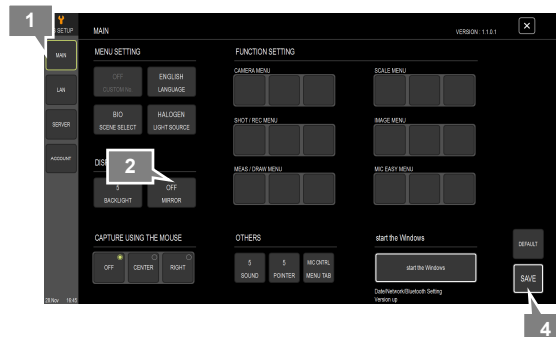 1
SETUP
MAIN
VERSION : 1.1.0.1
MAIN
LAN
SERVER
ACCOUNT
MENU SETTING
OFF
CUSTOM No.
ENGLISH
LANGUAGE
BIO
SCENE SELECT
HALOGEN
LIGHT SOURCE
2
5
BACKLIGHT
OFF
MIRROR
CAPTURE USING THE MOUSE
OFF
CENTER
RIGHT
FUNCTION SETTING
CAMERA MENU
SCALE MENU
SHOT / REC MENU
IMAGE MENU
MEAS / DRAW MENU
MIC EASY MENU
OTHERS
5
SOUND
5
POINTER
MIC CNTRL
MENU TAB
start the Windows
start the Windows
Date/Network/Bluetooth Setting
Version up
DEFAULT
SAVE
4
28 Nov 16:45